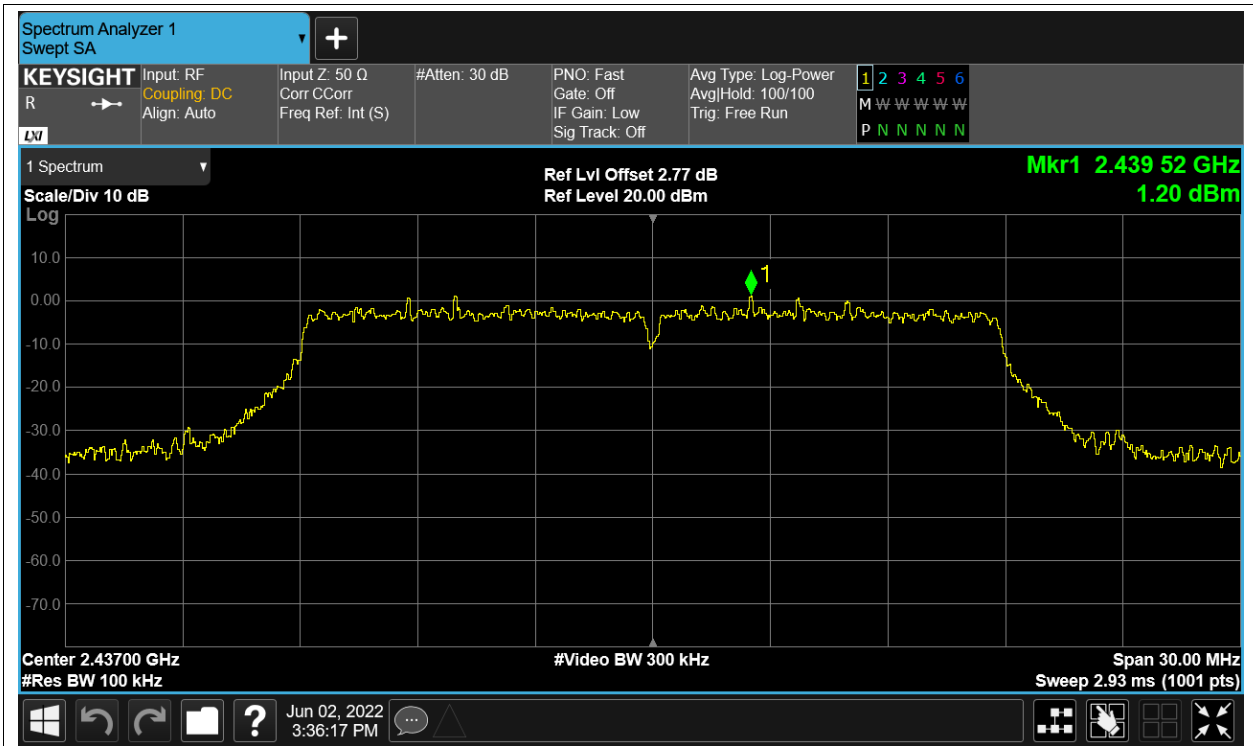 Spectrum Analyzer 1
Swept SA
+
KEYSIGHT
R
LXI
Input: RF
Coupling: DC
Align: Auto
Input Z: 50 Ω
Corr CCorr
Freq Ref: Int (S)
#Atten: 30 dB
PNO: Fast
Gate: Off
IF Gain: Low
Sig Track: Off
Avg Type: Log-Power
Avg|Hold: 100/100
Trig: Free Run
1 2 3 4 5 6
M W W W W W
P N N N N N
1 Spectrum
Scale/Div 10 dB
Log
Ref Lvl Offset 2.77 dB
Ref Level 20.00 dBm
Mkr1 2.439 52 GHz
1.20 dBm
1
10.0
0.00
-10.0
-20.0
-30.0
-40.0
-50.0
-60.0
-70.0
Center 2.43700 GHz
#Res BW 100 kHz
#Video BW 300 kHz
Span 30.00 MHz
Sweep 2.93 ms (1001 pts)
?
Jun 02, 2022
3:36:17 PM